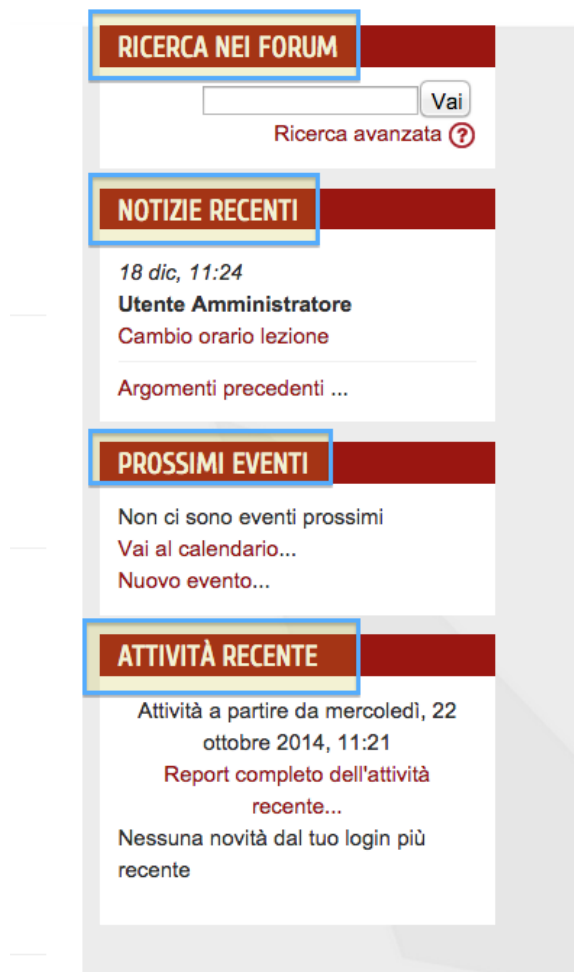 RICERCA NEI FORUM
Vai
Ricerca avanzata ?
NOTIZIE RECENTI
18 dic, 11:24
Utente Amministratore
Cambio orario lezione
Argomenti precedenti ...
PROSSIMI EVENTI
Non ci sono eventi prossimi
Vai al calendario...
Nuovo evento...
ATTIVITÀ RECENTE
Attività a partire da mercoledì, 22
ottobre 2014, 11:21
Report completo dell'attività
recente...
Nessuna novità dal tuo login più
recente